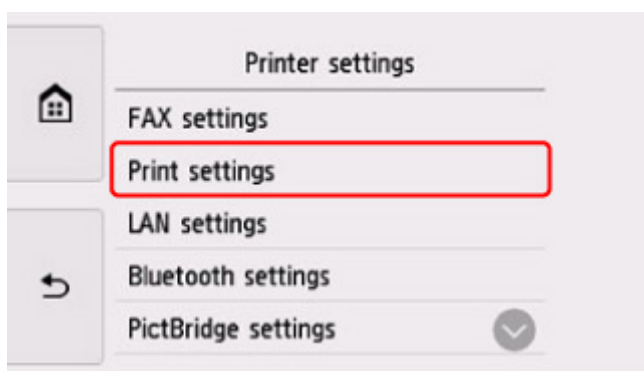 Printer settings
FAX settings
Print settings
LAN settings
Bluetooth settings
PictBridge settings